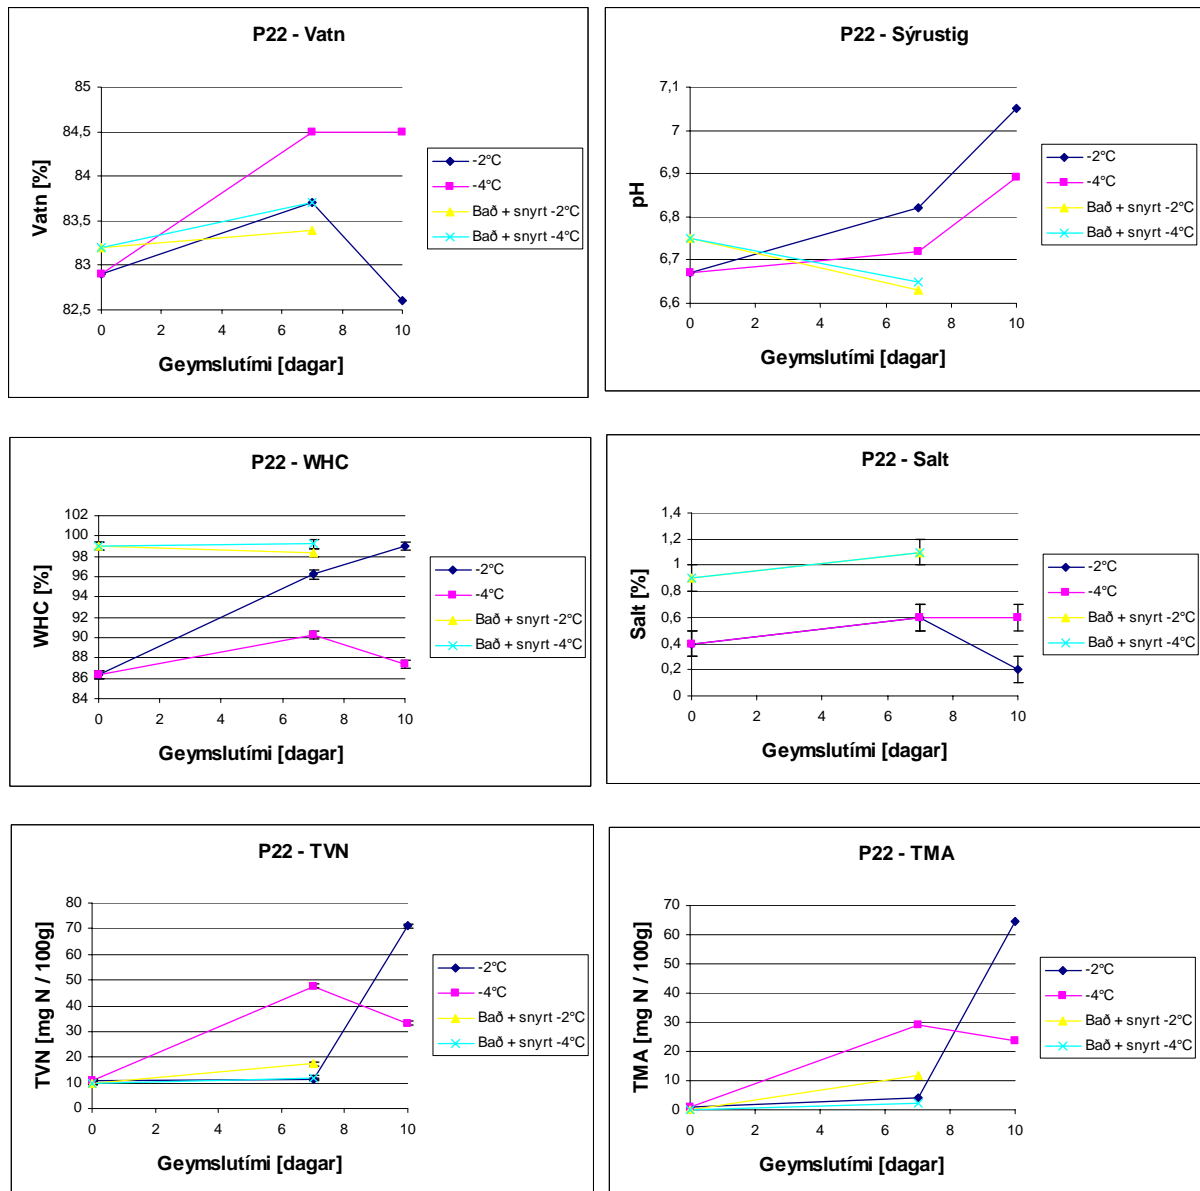 P22 - Vatn
85
84,5
84
83,5
83
82,5
Vatn [%]
0 2 4 6 8 10
Geymslutími [dagar]
-2°C
-4°C
Bað + snyrt -2°C
Bað + snyrt -4°C
P22 - Sýrustig
7,1
7
6,9
6,8
6,7
6,6
pH
0 2 4 6 8 10
Geymslutími [dagar]
-2°C
-4°C
Bað + snyrt -2°C
Bað + snyrt -4°C
P22 - WHC
102
100
98
96
94
92
90
88
86
84
WHC [%]
0 2 4 6 8 10
Geymslutími [dagar]
-2°C
-4°C
Bað + snyrt -2°C
Bað + snyrt -4°C
P22 - Salt
1,4
1,2
1
0,8
0,6
0,4
0,2
0
Salt [%]
0 2 4 6 8 10
Geymslutími [dagar]
-2°C
-4°C
Bað + snyrt -2°C
Bað + snyrt -4°C
P22 - TVN
80
70
60
50
40
30
20
10
0
TVN [mg N / 100g]
0 2 4 6 8 10
Geymslutími [dagar]
-2°C
-4°C
Bað + snyrt -2°C
Bað + snyrt -4°C
P22 - TMA
70
60
50
40
30
20
10
0
TMA [mg N / 100g]
0 2 4 6 8 10
Geymslutími [dagar]
-2°C
-4°C
Bað + snyrt -2°C
Bað + snyrt -4°C